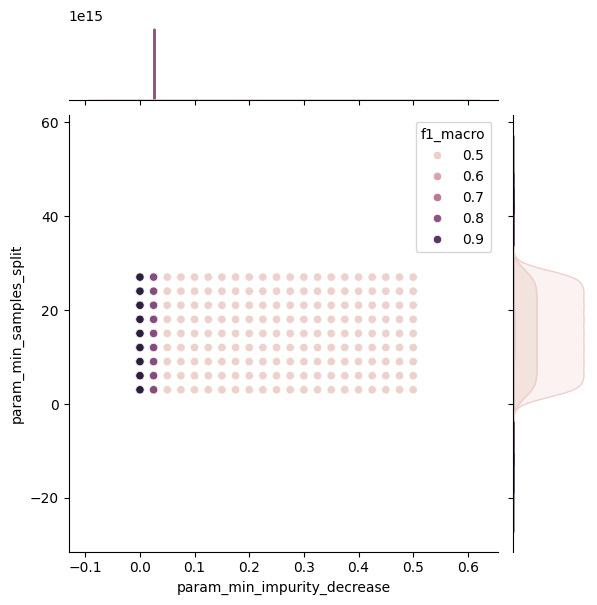 1e15
60
40
20
0
−20
param_min_samples_split
f1_macro
0.5
0.6
0.7
0.8
0.9
−0.1 0.0 0.1 0.2 0.3 0.4 0.5 0.6
param_min_impurity_decrease